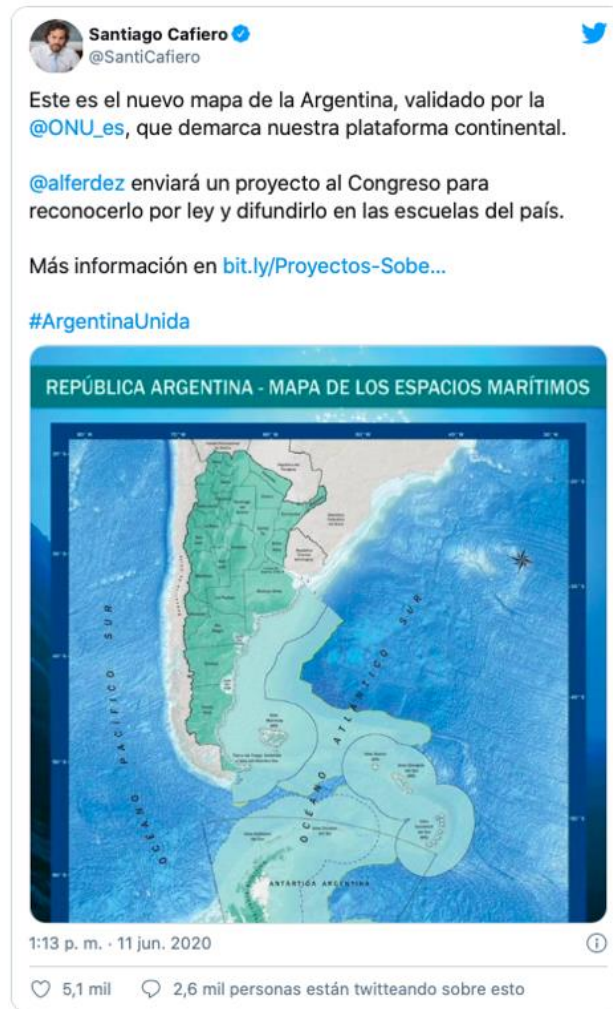 Santiago Cafiero
@SantiCafiero
Este es el nuevo mapa de la Argentina, validado por la
@ONU_es, que demarca nuestra plataforma continental.
@alferdez enviará un proyecto al Congreso para
reconocerlo por ley y difundirlo en las escuelas del país.
Más información en bit.ly/Proyectos-Sobe...
#ArgentinaUnida
REPÚBLICA ARGENTINA - MAPA DE LOS ESPACIOS MARÍTIMOS
OCÉANO PACÍFICO SUR
OCÉANO ATLÁNTICO SUR
ANTÁRTIDA ARGENTINA
1:13 p. m. · 11 jun. 2020
5,1 mil
2,6 mil personas están twitteando sobre esto